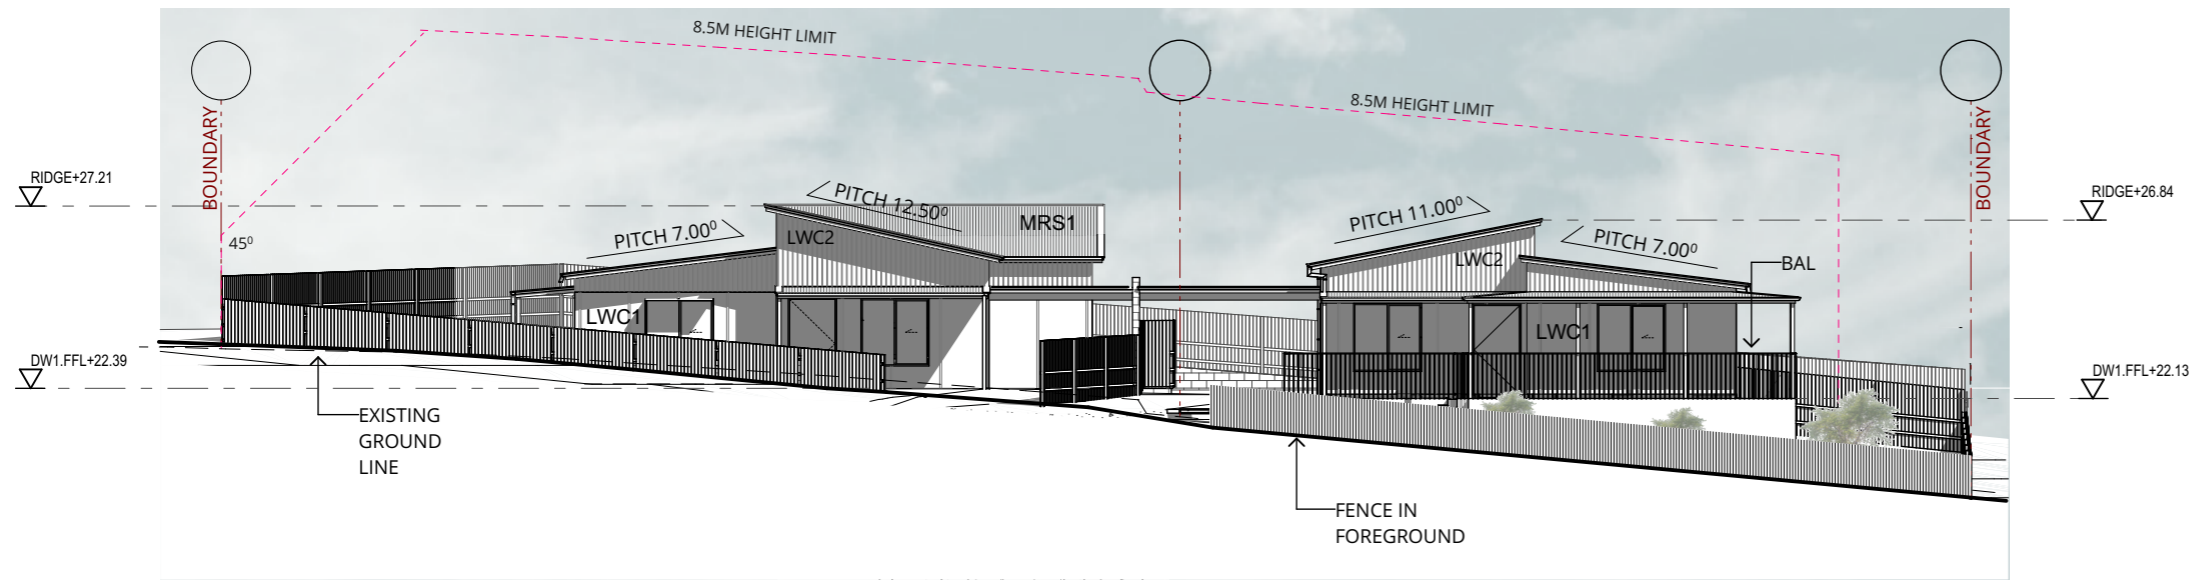 8.5M HEIGHT LIMIT
8.5M HEIGHT LIMIT
BOUNDARY
BOUNDARY
RIDGE+27.21
RIDGE+26.84
PITCH 12.50⁰
PITCH 11.00⁰
MRS1
45⁰
PITCH 7.00⁰
LWC2
PITCH 7.00⁰
LWC2
BAL
LWC1
LWC1
DW1.FFL+22.39
DW1.FFL+22.13
EXISTING
GROUND
LINE
FENCE IN
FOREGROUND